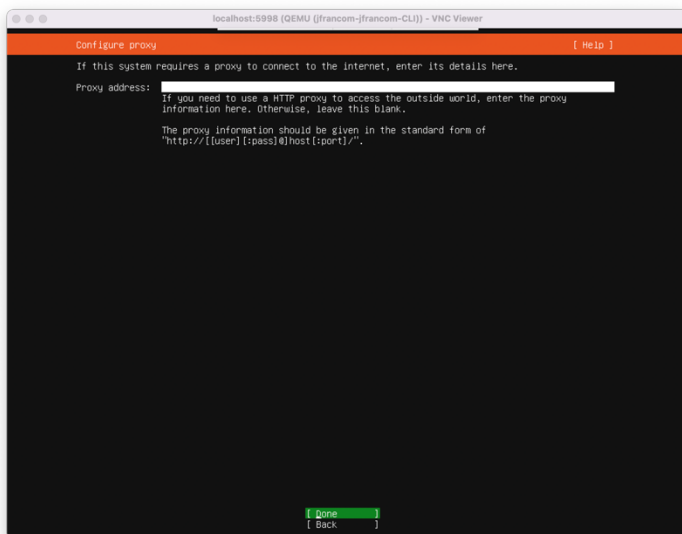 localhost:5998 (QEMU (jfrancom-jfrancom-CLI)) - VNC Viewer
Configure proxy [ Help ]
If this system requires a proxy to connect to the internet, enter its details here.
Proxy address:
If you need to use a HTTP proxy to access the outside world, enter the proxy
information here. Otherwise, leave this blank.
The proxy information should be given in the standard form of
"http://[[user][:pass]@]host[:port]/".
[ Done ]
[ Back ]